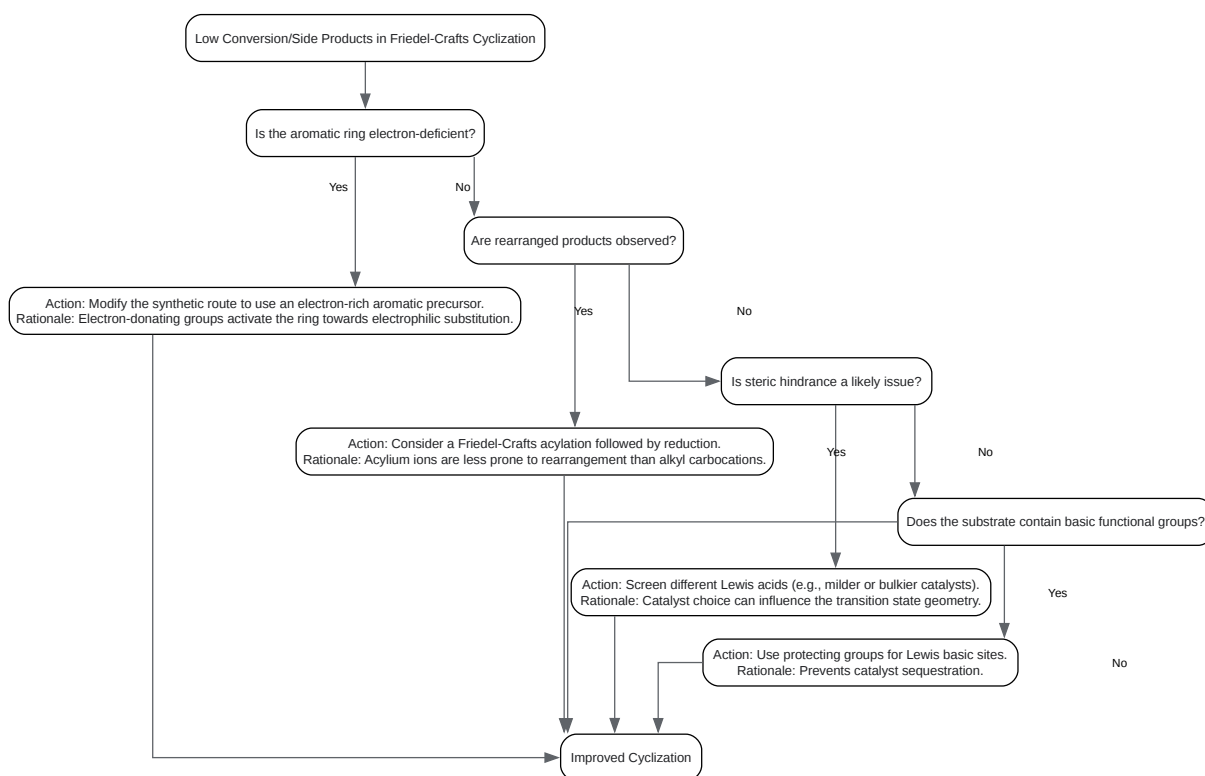 Low Conversion/Side Products in Friedel-Crafts Cyclization
Is the aromatic ring electron-deficient?
Yes
No
Are rearranged products observed?
Action: Modify the synthetic route to use an electron-rich aromatic precursor.
Rationale: Electron-donating groups activate the ring towards electrophilic substitution.
Yes
No
Is steric hindrance a likely issue?
Action: Consider a Friedel-Crafts acylation followed by reduction.
Rationale: Acylium ions are less prone to rearrangement than alkyl carbocations.
Yes
No
Does the substrate contain basic functional groups?
Action: Screen different Lewis acids (e.g., milder or bulkier catalysts).
Rationale: Catalyst choice can influence the transition state geometry.
Yes
Action: Use protecting groups for Lewis basic sites.
Rationale: Prevents catalyst sequestration.
No
Improved Cyclization